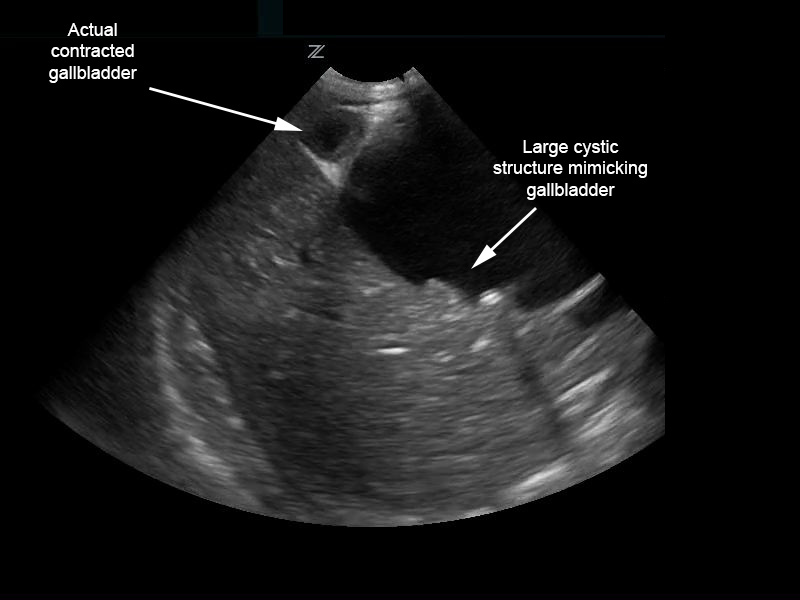 Actual
contracted
gallbladder
Z
Large cystic
structure mimicking
gallbladder